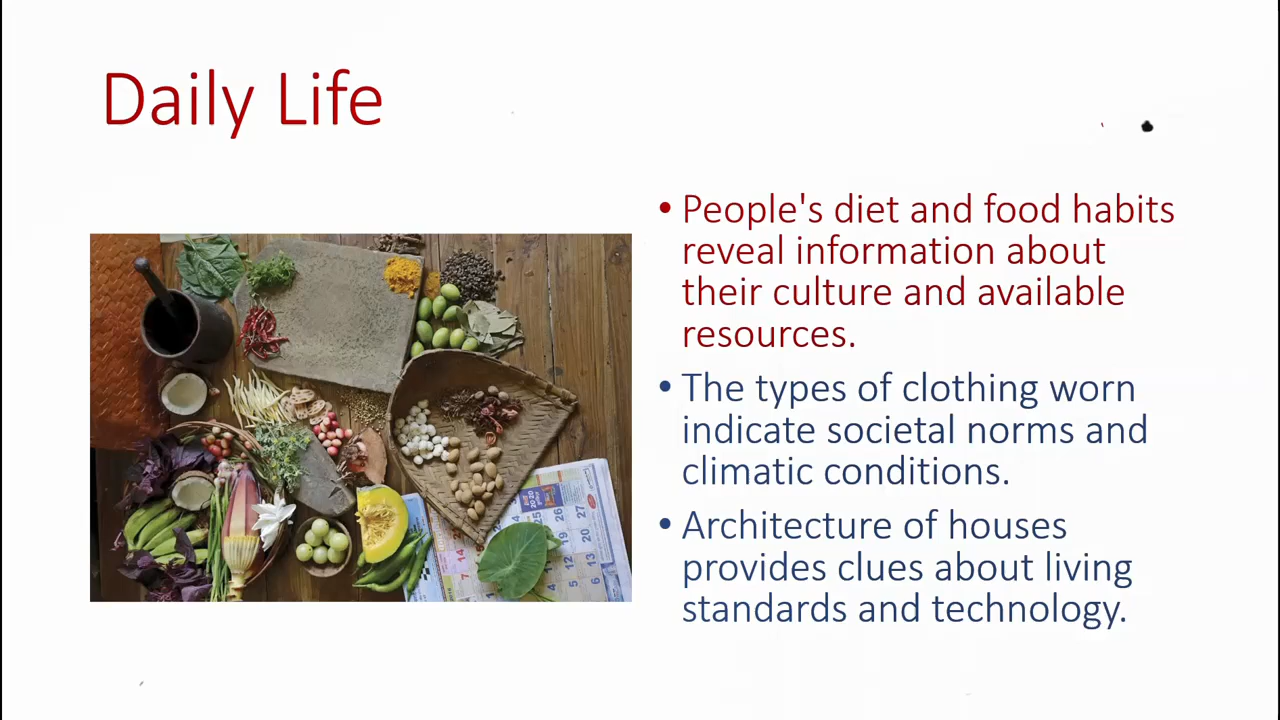 Daily Life
• People's diet and food habits
reveal information about
their culture and available
resources.
• The types of clothing worn
indicate societal norms and
climatic conditions.
• Architecture of houses
provides clues about living
standards and technology.